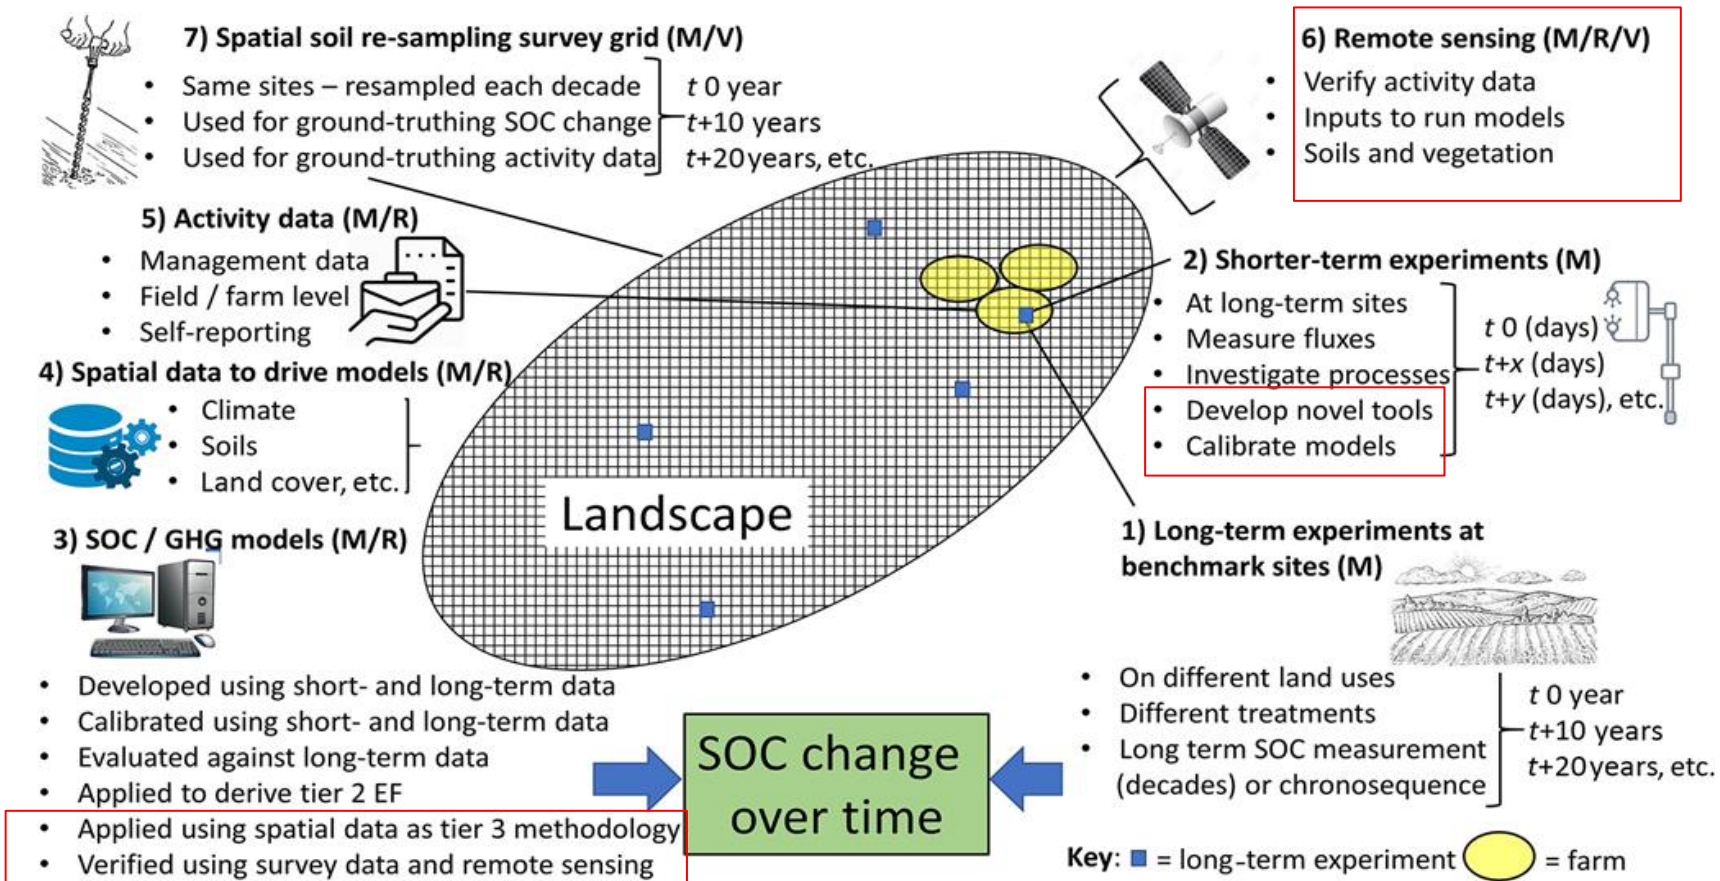 7) Spatial soil re-sampling survey grid (M/V)
• Same sites – resampled each decade
• Used for ground-truthing SOC change
• Used for ground-truthing activity data
t 0 year
t+10 years
t+20 years, etc.
6) Remote sensing (M/R/V)
• Verify activity data
• Inputs to run models
• Soils and vegetation
5) Activity data (M/R)
• Management data
• Field / farm level
• Self-reporting
2) Shorter-term experiments (M)
• At long-term sites
• Measure fluxes
• Investigate processes
• Develop novel tools
• Calibrate models
t 0 (days)
t+x (days)
t+y (days), etc.
4) Spatial data to drive models (M/R)
• Climate
• Soils
• Land cover, etc.
Landscape
3) SOC / GHG models (M/R)
• Developed using short- and long-term data
• Calibrated using short- and long-term data
• Evaluated against long-term data
• Applied to derive tier 2 EF
• Applied using spatial data as tier 3 methodology
• Verified using survey data and remote sensing
1) Long-term experiments at
benchmark sites (M)
• On different land uses
• Different treatments
• Long term SOC measurement
(decades) or chronosequence
t 0 year
t+10 years
t+20 years, etc.
SOC change
over time
Key: = long-term experiment = farm